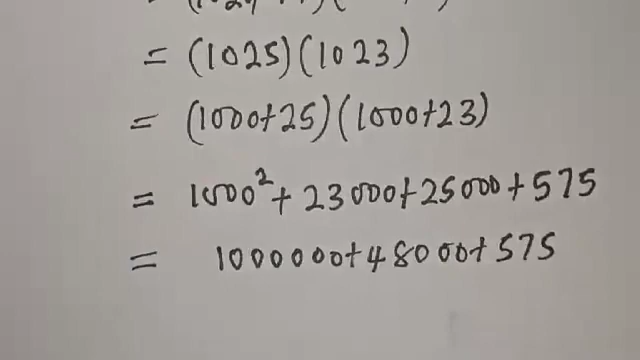 = (1025)(1023)
= (1000+25)(1000+23)
= 1000²+23000+25000+575
= 1000000+48000+575